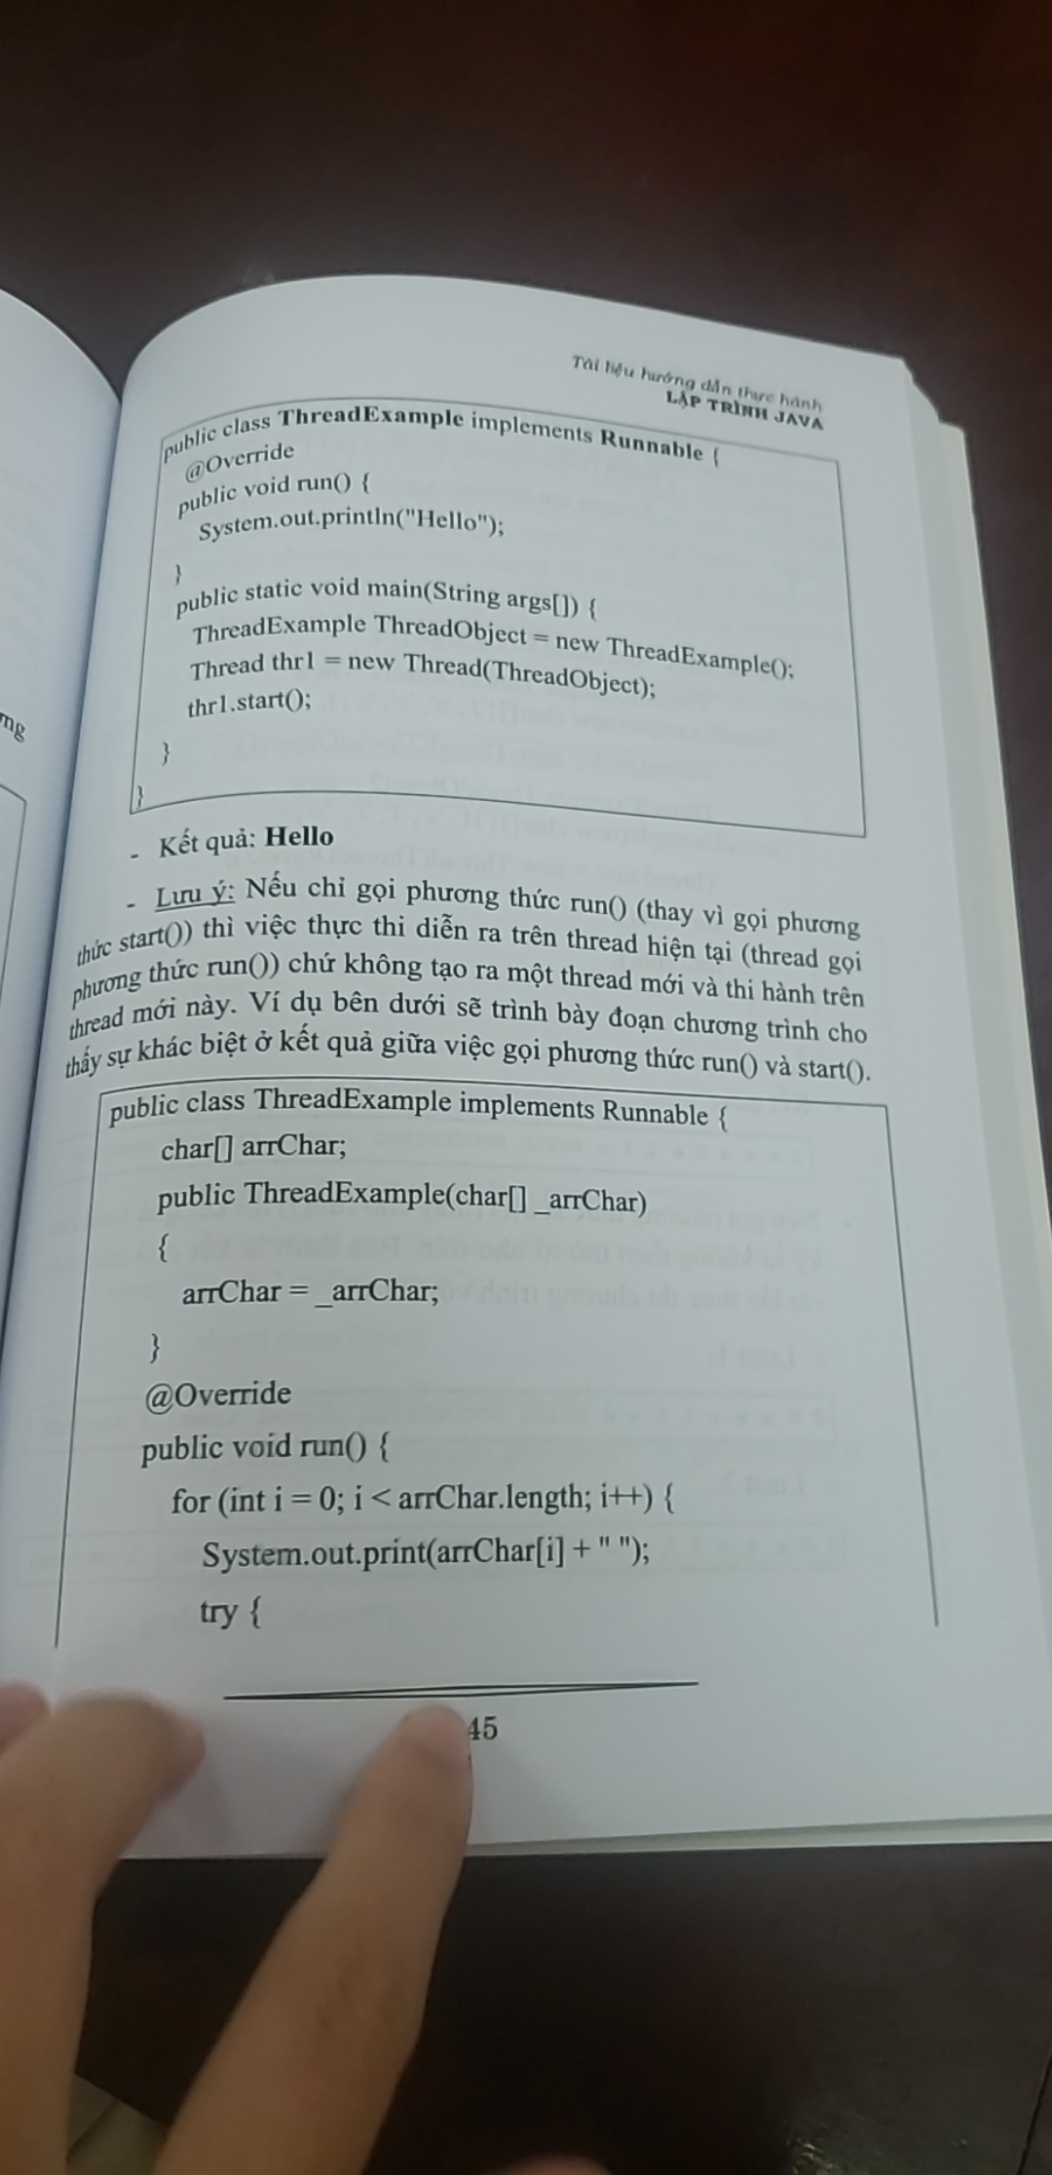 Tài liệu hướng dẫn thực hành
LẬP TRÌNH JAVA
public class ThreadExample implements Runnable {
@Override
public void run() {
System.out.println("Hello");
}
public static void main(String args[]) {
ThreadExample ThreadObject = new ThreadExample();
Thread thr1 = new Thread(ThreadObject);
thr1.start();
}
}
- Kết quả: Hello
- Lưu ý: Nếu chỉ gọi phương thức run() (thay vì gọi phương
thức start()) thì việc thực thi diễn ra trên thread hiện tại (thread gọi
phương thức run()) chứ không tạo ra một thread mới và thi hành trên
thread mới này. Ví dụ bên dưới sẽ trình bày đoạn chương trình cho
thấy sự khác biệt ở kết quả giữa việc gọi phương thức run() và start().
public class ThreadExample implements Runnable {
char[] arrChar;
public ThreadExample(char[] _arrChar)
{
arrChar = _arrChar;
}
@Override
public void run() {
for (int i = 0; i < arrChar.length; i++) {
System.out.print(arrChar[i] + " ");
try {
45